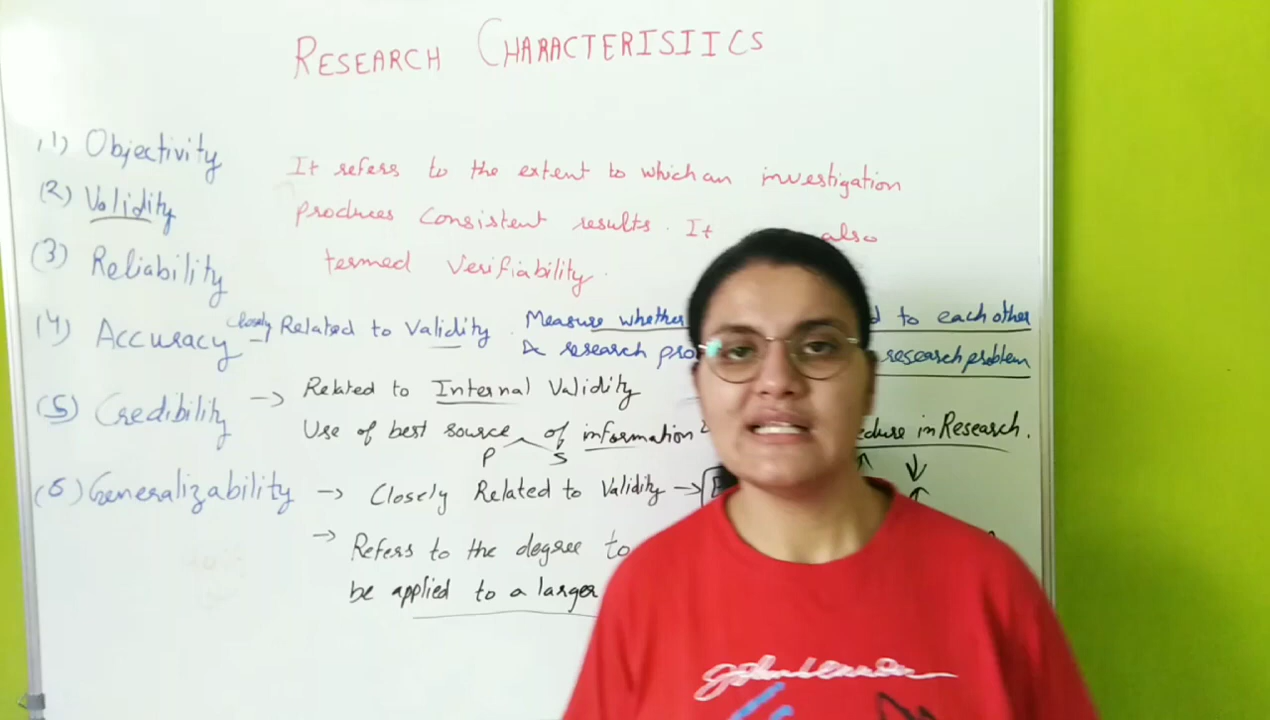 RESEARCH CHARACTERISIICS
(1) Objectivity
(2) Validity
(3) Reliability
(4) Accuracy
(5) Credibility
(6) Generalizability
It refers to the extent to which an investigation
produces consistent results. It also
termed Verifiability.
→ closely Related to Validity. Measure whether to each other
& research research problem
→ Related to Internal Validity
Use of best source of information in Research.
P S
→ Closely Related to Validity →
→ Refers to the degree to
be applied to a larger